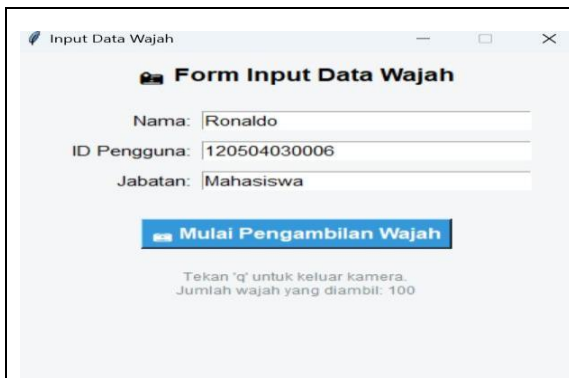 Input Data Wajah
Form Input Data Wajah
Nama: Ronaldo
ID Pengguna: 120504030006
Jabatan: Mahasiswa
Mulai Pengambilan Wajah
Tekan 'q' untuk keluar kamera.
Jumlah wajah yang diambil: 100